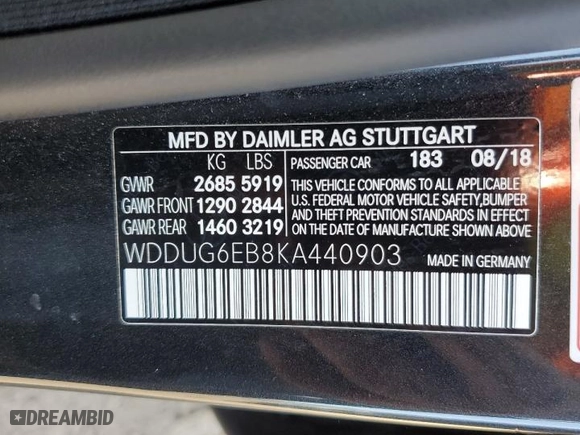 MFD BY DAIMLER AG STUTTGART
KG LBS PASSENGER CAR 183 08/18
GVWR 2685 5919
GAWR FRONT 1290 2844
GAWR REAR 1460 3219
THIS VEHICLE CONFORMS TO ALL APPLICABLE
U.S. FEDERAL MOTOR VEHICLE SAFETY,BUMPER
AND THEFT PREVENTION STANDARDS IN EFFECT
ON THE DATE OF MANUFACTURE SHOWN ABOVE.
WDDUG6EB8KA440903 MADE IN GERMANY
DREAMBID